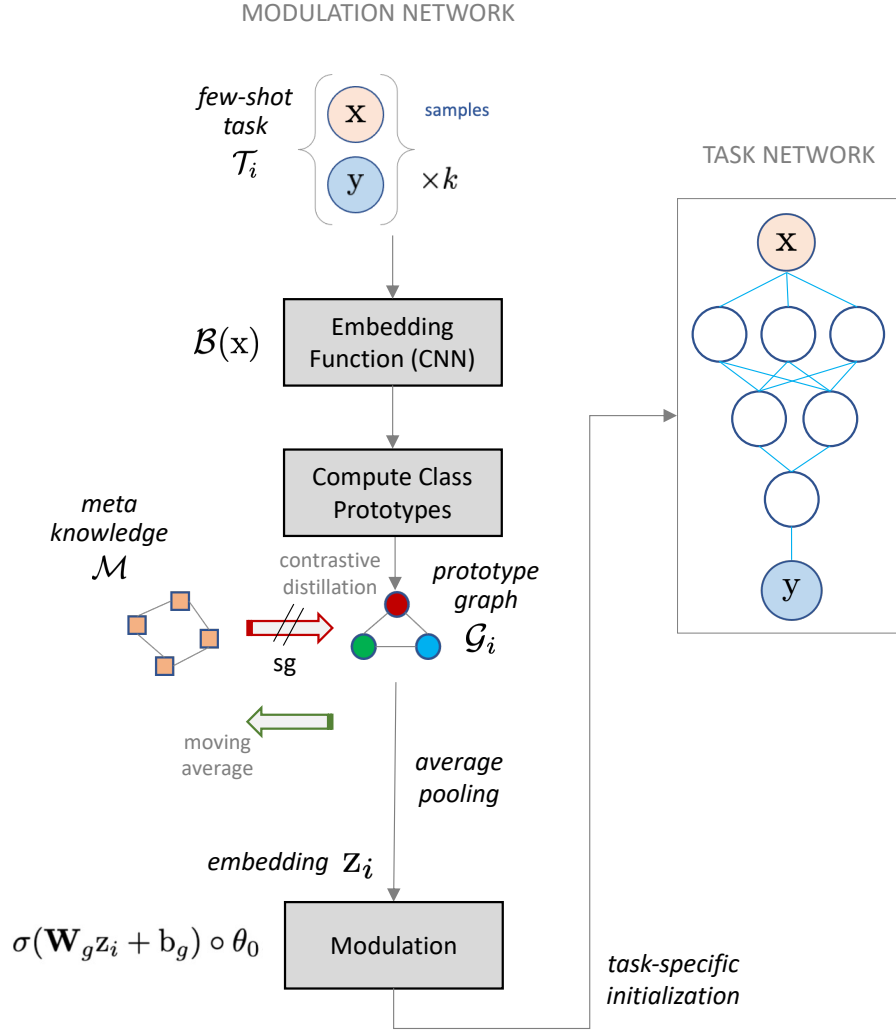 MODULATION NETWORK
few-shot
task
𝒯ᵢ
x
y
samples
×k
TASK NETWORK
x
y
ℬ(x)
Embedding
Function (CNN)
Compute Class
Prototypes
meta
knowledge
ℳ
contrastive
distillation
prototype
graph
𝒢ᵢ
sg
moving
average
average
pooling
embedding zᵢ
σ(W_g zᵢ + b_g) ∘ θ₀
Modulation
task-specific
initialization